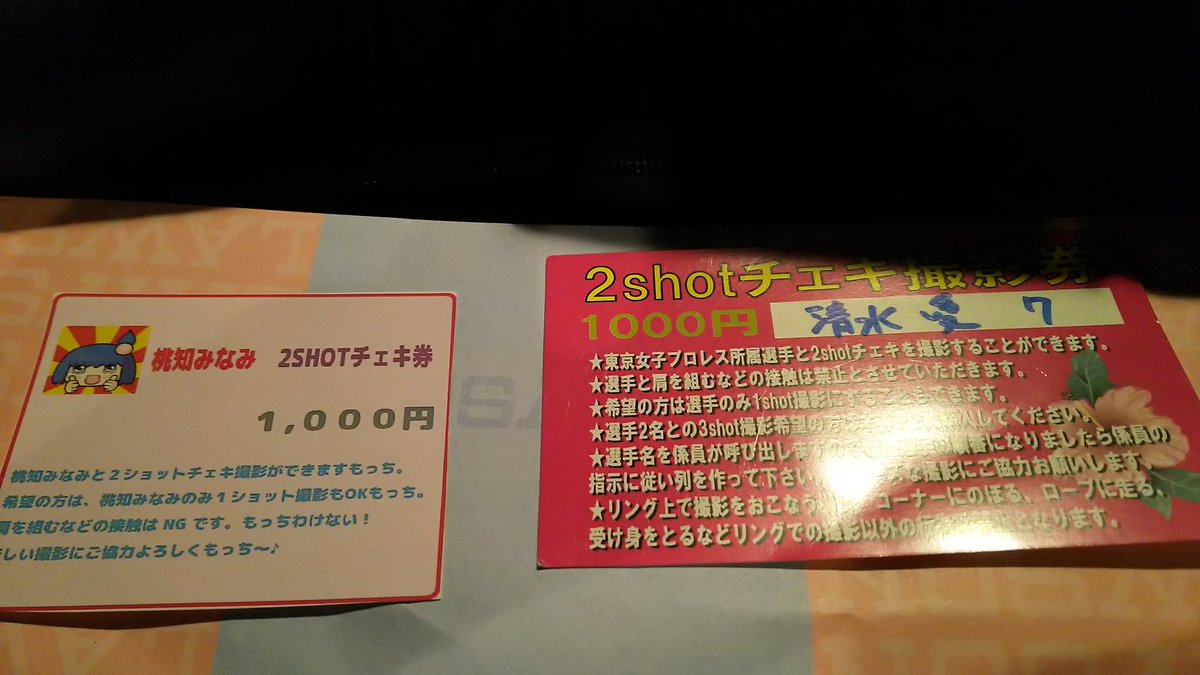 桃知みなみ 2SHOTチェキ券
1,000円
桃知みなみと2ショットチェキ撮影ができますもっち。
希望の方は、桃知みなみのみ1ショット撮影もOKもっち。
肩を組むなどの接触はNGです。もっちわけない！
しい撮影にご協力よろしくもっち〜♪
2shotチェキ撮影券
1000円 清水 愛 7
★東京女子プロレス所属選手と2shotチェキを撮影することができます。
★選手と肩を組むなどの接触は禁止とさせていただきます。
★希望の方は選手のみ1shot撮影にすることもできます。
★選手2名との3shot撮影希望の方は 入してください。
★選手名を係員が呼び出します 順番になりましたら係員の
指示に従い列を作って下さい。 な撮影にご協力お願いします。
★リング上で撮影をおこなう コーナーにのぼる、ロープに走る、
受け身をとるなどリングでの撮影以外の となります。